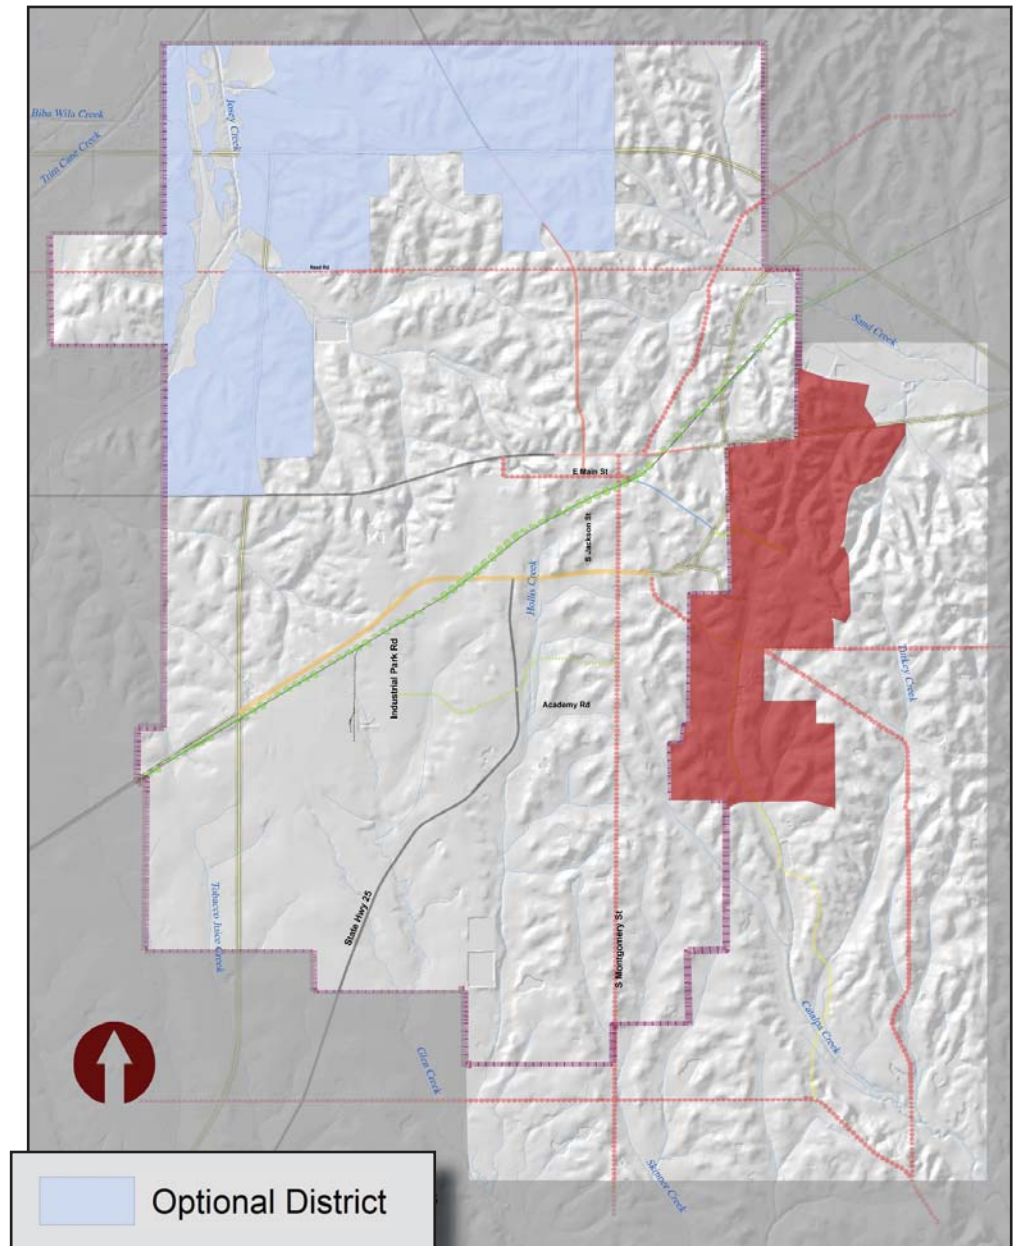 Josey Creek
Biba Wila Creek
Trim Cane Creek
Reed Rd
Sand Creek
E Main St
S Jackson St
Hollis Creek
Industrial Park Rd
Academy Rd
Turkey Creek
Tobacco Juice Creek
State Hwy 25
S Montgomery St
Catalpa Creek
Glen Creek
Skinner Creek
Optional District